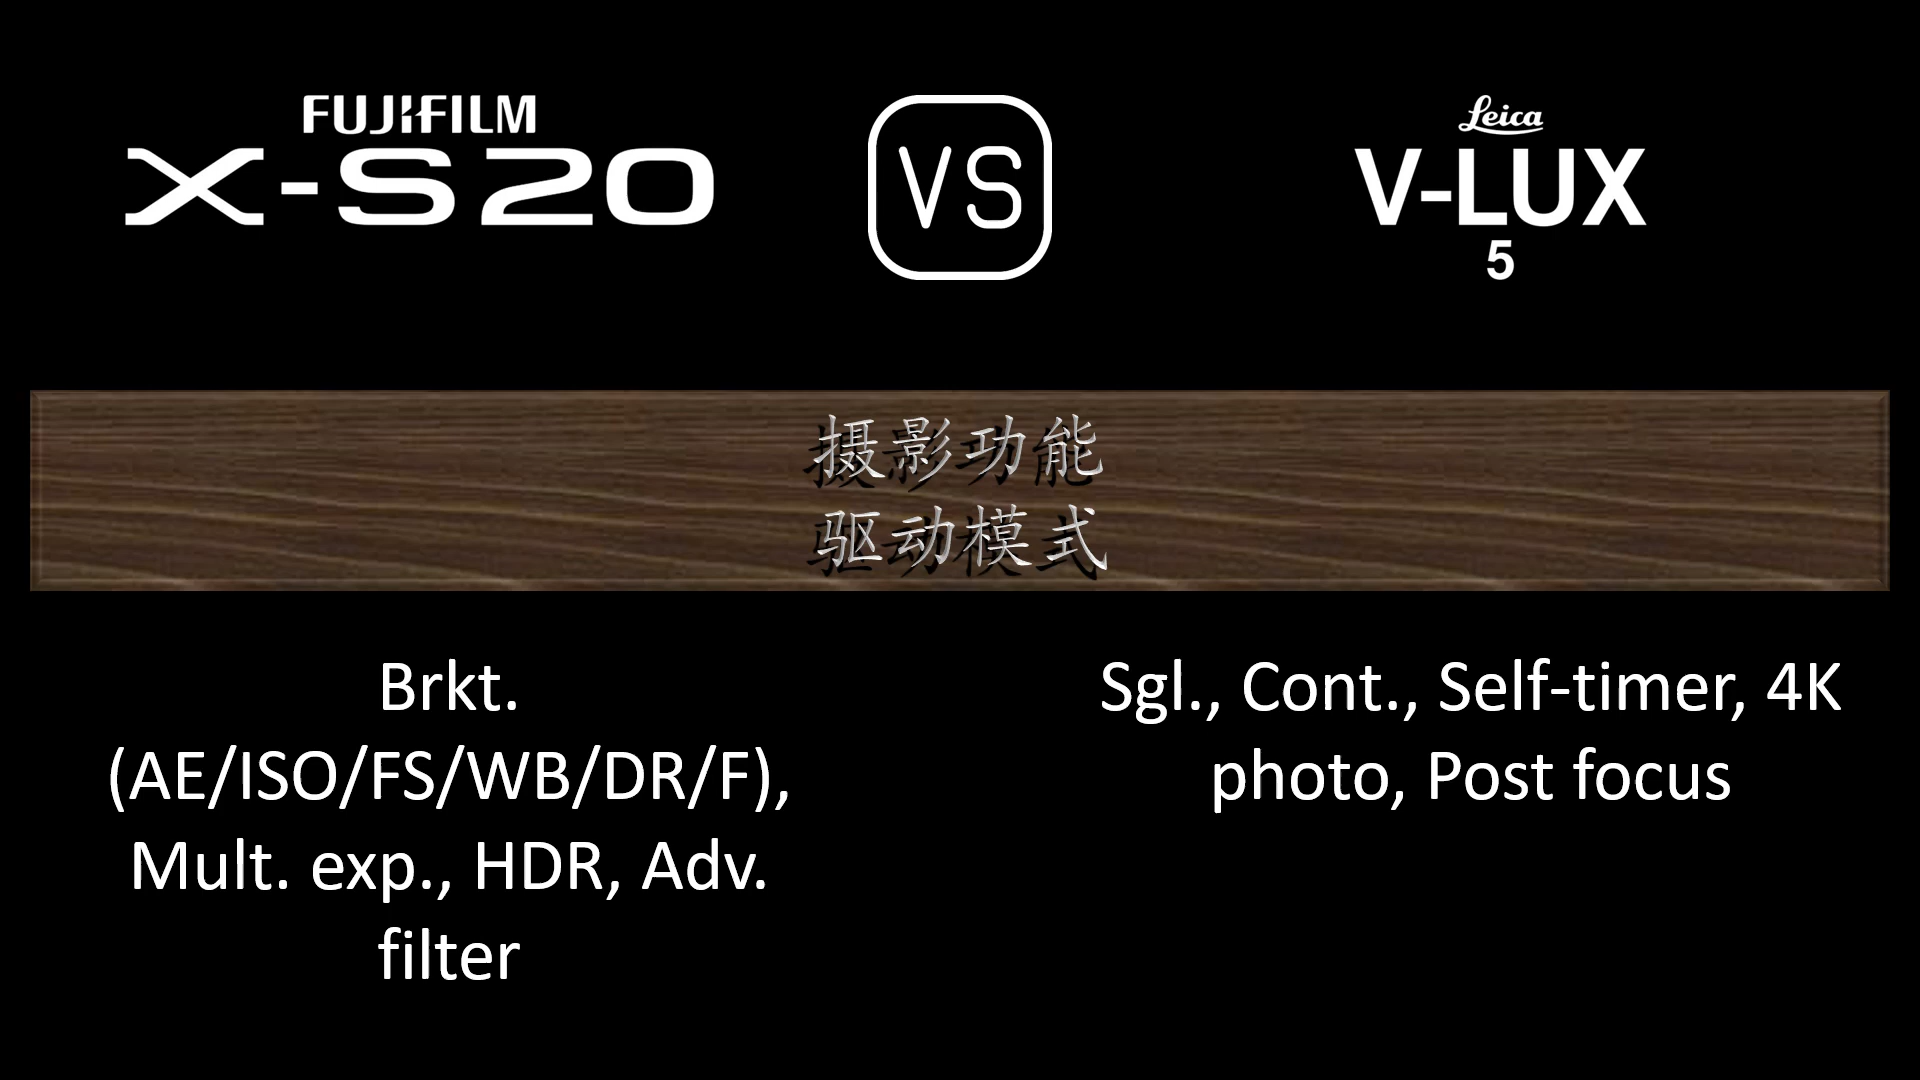 FUJIFILM
X-S20
VS
Leica
V-LUX
5
摄影功能
驱动模式
Brkt.
(AE/ISO/FS/WB/DR/F),
Mult. exp., HDR, Adv.
filter
Sgl., Cont., Self-timer, 4K
photo, Post focus